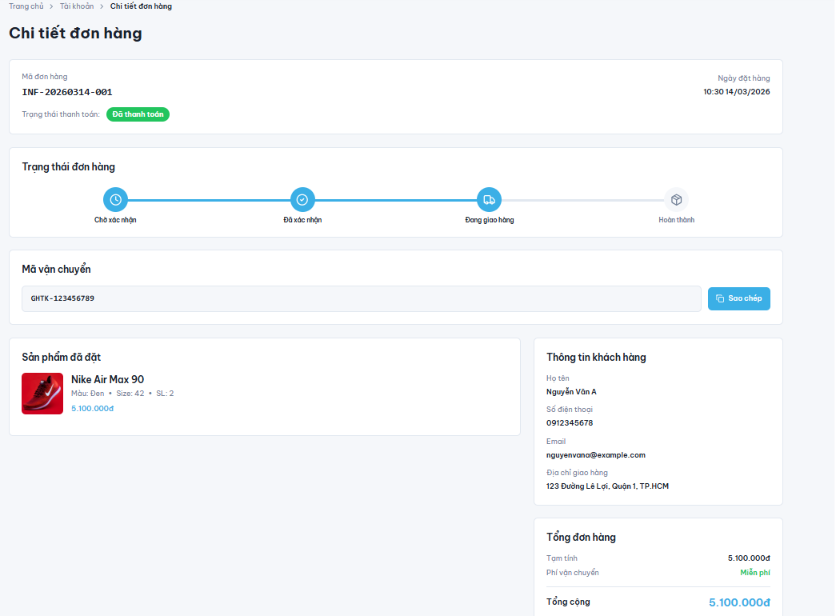 Trang chủ > Tài khoản > Chi tiết đơn hàng
Chi tiết đơn hàng
Mã đơn hàng
INF-20260314-001
Trạng thái thanh toán: Đã thanh toán
Ngày đặt hàng
10:30 14/03/2026
Trạng thái đơn hàng
Chờ xác nhận
Đã xác nhận
Đang giao hàng
Hoàn thành
Mã vận chuyển
GHTK-123456789
Sao chép
Sản phẩm đã đặt
Nike Air Max 90
Màu: Đen • Size: 42 • SL: 2
5.100.000đ
Thông tin khách hàng
Họ tên
Nguyễn Văn A
Số điện thoại
0912345678
Email
nguyenvana@example.com
Địa chỉ giao hàng
123 Đường Lê Lợi, Quận 1, TP.HCM
Tổng đơn hàng
Tạm tính 5.100.000đ
Phí vận chuyển Miễn phí
Tổng cộng 5.100.000đ